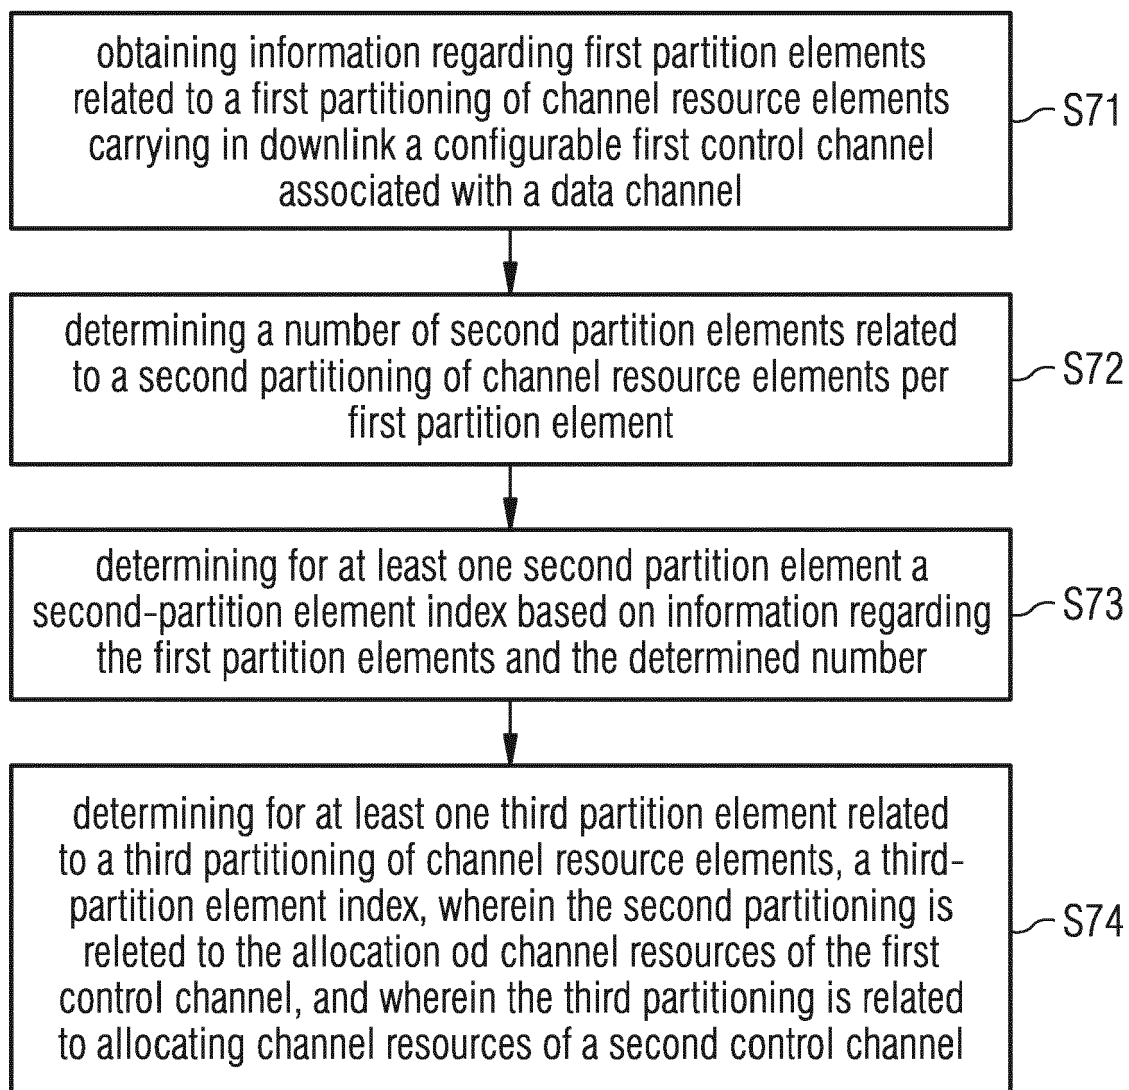 obtaining information regarding first partition elements
related to a first partitioning of channel resource elements
carrying in downlink a configurable first control channel
associated with a data channel
S71
determining a number of second partition elements related
to a second partitioning of channel resource elements per
first partition element
S72
determining for at least one second partition element a
second-partition element index based on information regarding
the first partition elements and the determined number
S73
determining for at least one third partition element related
to a third partitioning of channel resource elements, a third-
partition element index, wherein the second partitioning is
releted to the allocation od channel resources of the first
control channel, and wherein the third partitioning is related
to allocating channel resources of a second control channel
S74